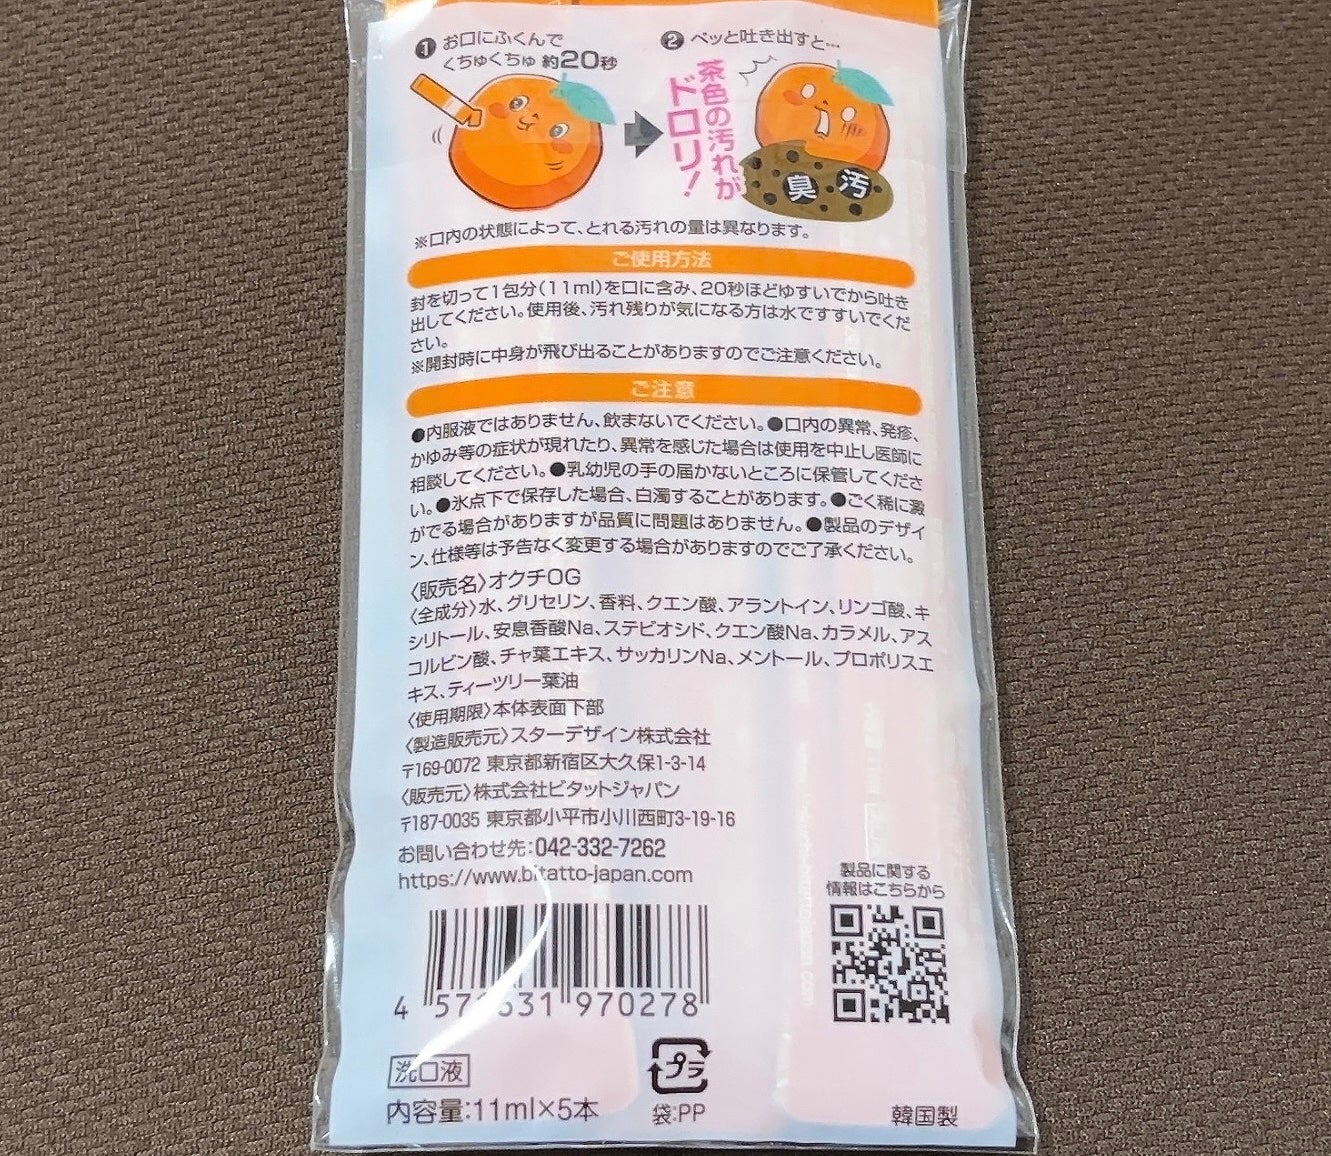 ❶ お口にふくんで
くちゅくちゅ 約20秒
❷ ペッと吐き出すと…
茶色の汚れが
ドロリ!
臭 汚
※口内の状態によって、とれる汚れの量は異なります。
ご使用方法
封を切って1包分(11ml)を口に含み、20秒ほどゆすいでから吐き
出してください。使用後、汚れ残りが気になる方は水ですすいでくだ
さい。
※開封時に中身が飛び出ることがありますのでご注意ください。
ご注意
●内服液ではありません、飲まないでください。●口内の異常、発疹、
かゆみ等の症状が現れたり、異常を感じた場合は使用を中止し医師に
相談してください。●乳幼児の手の届かないところに保管してくださ
い。●氷点下で保存した場合、白濁することがあります。●ごく稀に澱
がでる場合がありますが品質に問題はありません。●製品のデザイ
ン、仕様等は予告なく変更する場合がありますのでご了承ください。
〈販売名〉オクチOG
〈全成分〉水、グリセリン、香料、クエン酸、アラントイン、リンゴ酸、キ
シリトール、安息香酸Na、ステビオシド、クエン酸Na、カラメル、アス
コルビン酸、チャ葉エキス、サッカリンNa、メントール、プロポリスエ
キス、ティーツリー葉油
〈使用期限〉本体表面下部
〈製造販売元〉スターデザイン株式会社
〒169-0072 東京都新宿区大久保1-3-14
〈販売元〉株式会社ビタットジャパン
〒187-0035 東京都小平市小川西町3-19-16
お問い合わせ先:042-332-7262
https://www.bitatto-japan.com
製品に関する
情報はこちらから
4 970278
洗口液
内容量:11ml×5本
プラ
袋:PP
韓国製